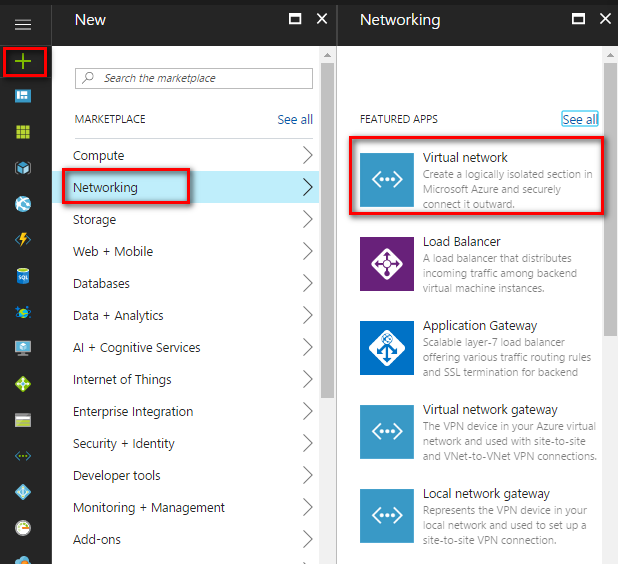 New
Search the marketplace
MARKETPLACE
See all
Compute
Networking
Storage
Web + Mobile
Databases
Data + Analytics
AI + Cognitive Services
Internet of Things
Enterprise Integration
Security + Identity
Developer tools
Monitoring + Management
Add-ons
SQL
Networking
FEATURED APPS
See all
Virtual network
Create a logically isolated section in
Microsoft Azure and securely
connect it outward.
Load Balancer
A load balancer that distributes
incoming traffic among backend
virtual machine instances.
Application Gateway
Scalable layer-7 load balancer
offering various traffic routing rules
and SSL termination for backend
Virtual network gateway
The VPN device in your Azure virtual
network and used with site-to-site
and VNet-to-VNet VPN connections.
Local network gateway
Represents the VPN device in your
local network and used to set up a
site-to-site VPN connection.